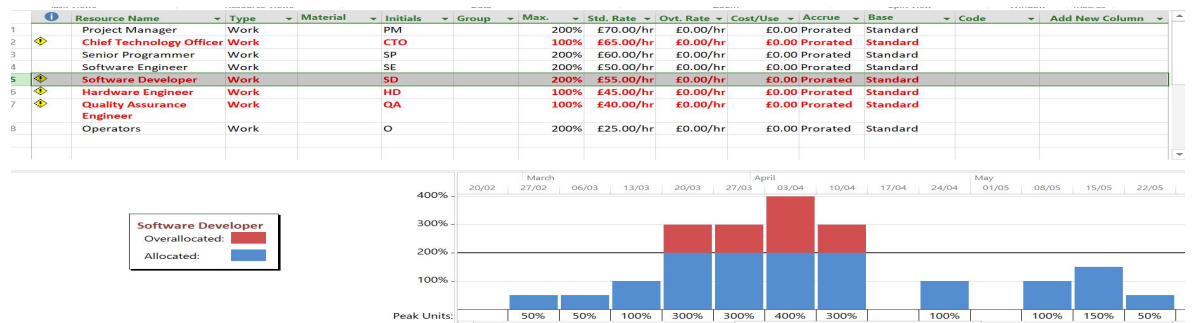 Resource Name Type Material Initials Group Max. Std. Rate Ovt. Rate Cost/Use Accrue Base Code Add New Column
1 Project Manager Work PM 200% £70.00/hr £0.00/hr £0.00 Prorated Standard
2 Chief Technology Officer Work CTO 100% £65.00/hr £0.00/hr £0.00 Prorated Standard
3 Senior Programmer Work SP 200% £60.00/hr £0.00/hr £0.00 Prorated Standard
4 Software Engineer Work SE 200% £50.00/hr £0.00/hr £0.00 Prorated Standard
5 Software Developer Work SD 200% £55.00/hr £0.00/hr £0.00 Prorated Standard
6 Hardware Engineer Work HD 100% £45.00/hr £0.00/hr £0.00 Prorated Standard
7 Quality Assurance Work QA 100% £40.00/hr £0.00/hr £0.00 Prorated Standard
Engineer
8 Operators Work O 200% £25.00/hr £0.00/hr £0.00 Prorated Standard
March April May
20/02 27/02 06/03 13/03 20/03 27/03 03/04 10/04 17/04 24/04 01/05 08/05 15/05 22/05
400%
Software Developer
Overallocated:
Allocated:
300%
200%
100%
Peak Units: 50% 50% 100% 300% 300% 400% 300% 100% 100% 150% 50%